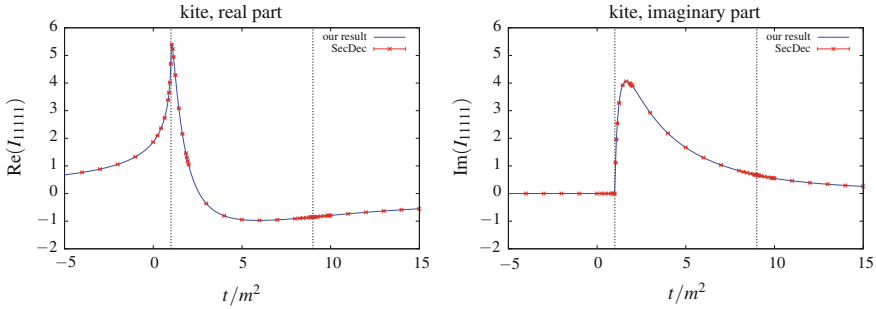 kite, real part
6
5
4
3
2
1
0
−1
−2
Re(I₁₁₁₁₁)
our result
SecDec
−5 0 5 10 15
t/m²
kite, imaginary part
6
5
4
3
2
1
0
−1
−2
Im(I₁₁₁₁₁)
our result
SecDec
−5 0 5 10 15
t/m²